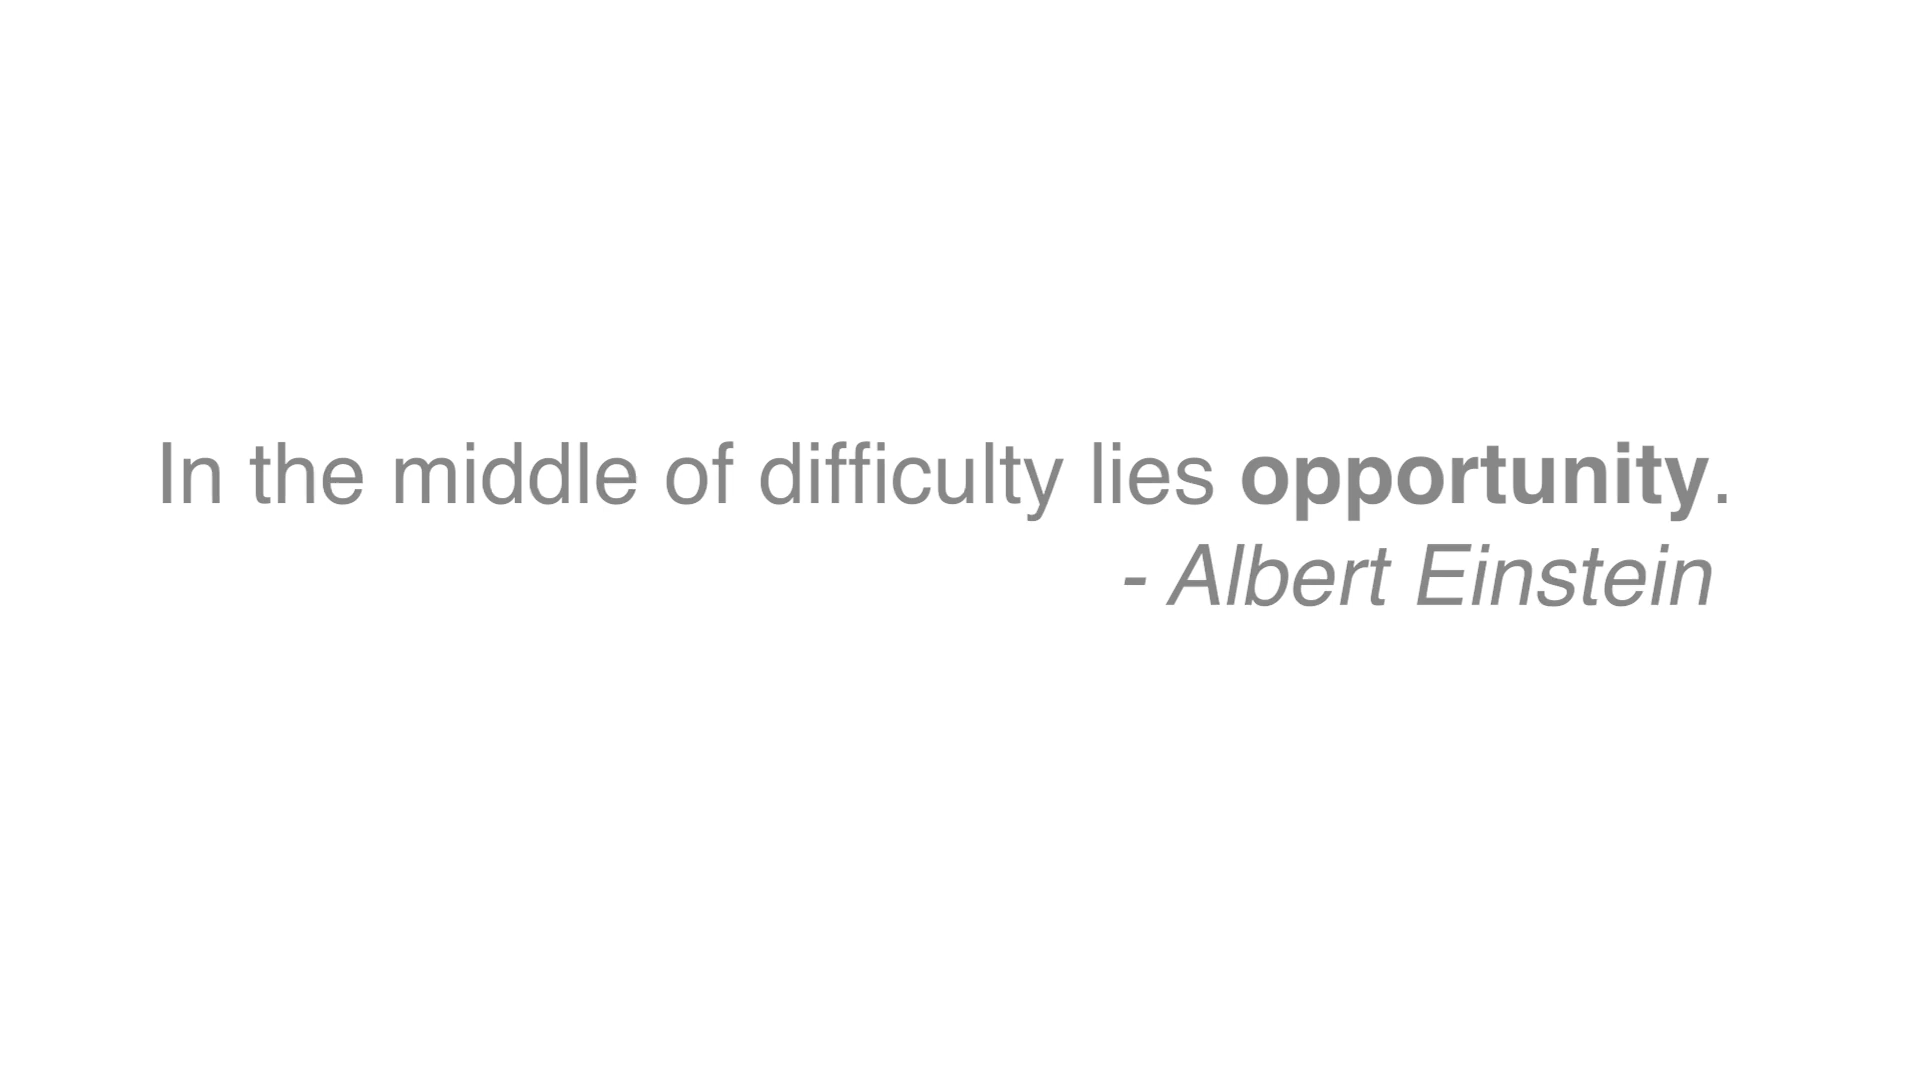 In the middle of difficulty lies opportunity.
- Albert Einstein